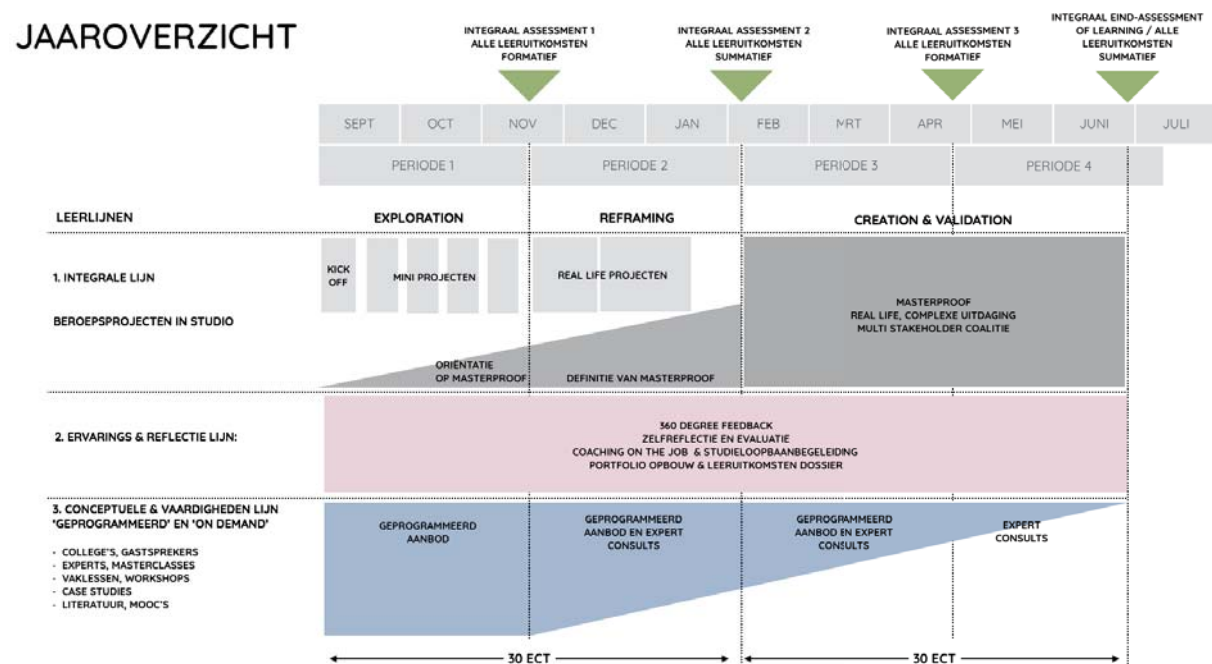 JAAROVERZICHT
INTEGRAAL ASSESSMENT 1
ALLE LEERUITKOMSTEN
FORMATIEF
INTEGRAAL ASSESSMENT 2
ALLE LEERUITKOMSTEN
SUMMATIEF
INTEGRAAL ASSESSMENT 3
ALLE LEERUITKOMSTEN
FORMATIEF
INTEGRAAL EIND-ASSESSMENT
OF LEARNING / ALLE
LEERUITKOMSTEN
SUMMATIEF
SEPT OCT NOV DEC JAN FEB MRT APR MEI JUNI JULI
PERIODE 1 PERIODE 2 PERIODE 3 PERIODE 4
LEERLIJNEN EXPLORATION REFRAMING CREATION & VALIDATION
1. INTEGRALE LIJN
BEROEPSPROJECTEN IN STUDIO
KICK
OFF
MINI PROJECTEN
REAL LIFE PROJECTEN
ORIËNTATIE
OP MASTERPROOF
DEFINITIE VAN MASTERPROOF
MASTERPROOF
REAL LIFE, COMPLEXE UITDAGING
MULTI STAKEHOLDER COALITIE
2. ERVARINGS & REFLECTIE LIJN:
360 DEGREE FEEDBACK
ZELFREFLECTIE EN EVALUATIE
COACHING ON THE JOB & STUDIELOOPBAANBEGELEIDING
PORTFOLIO OPBOUW & LEERUITKOMSTEN DOSSIER
3. CONCEPTUELE & VAARDIGHEDEN LIJN
'GEPROGRAMMEERD' EN 'ON DEMAND'
- COLLEGE'S, GASTSPREKERS
- EXPERTS, MASTERCLASSES
- VAKLESSEN, WORKSHOPS
- CASE STUDIES
- LITERATUUR, MOOC'S
GEPROGRAMMEERD
AANBOD
GEPROGRAMMEERD
AANBOD EN EXPERT
CONSULTS
GEPROGRAMMEERD
AANBOD EN EXPERT
CONSULTS
EXPERT
CONSULTS
30 ECT
30 ECT